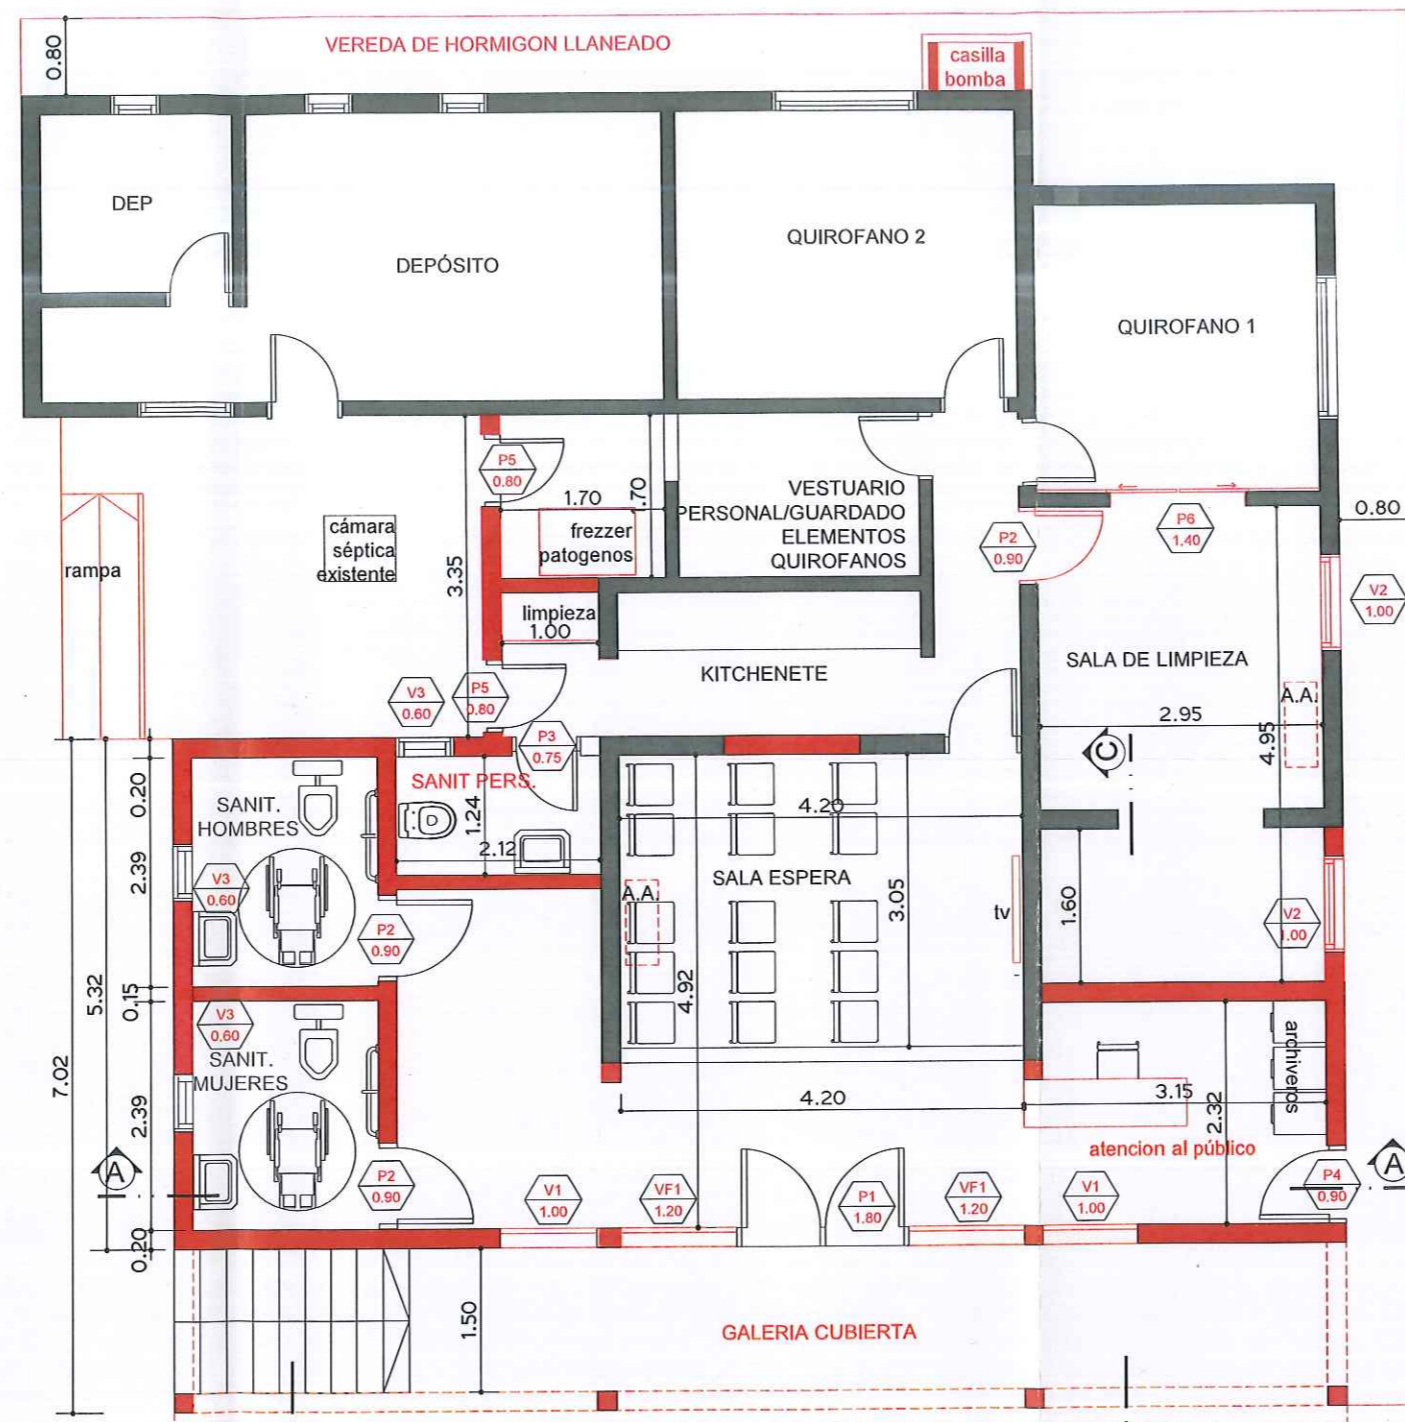 VEREDA DE HORMIGON LLANEADO
casilla
bomba
0.80
DEP
DEPÓSITO
QUIROFANO 2
QUIROFANO 1
P5
0.80
1.70
1.70
frezzer
patogenos
VESTUARIO
PERSONAL/GUARDADO
ELEMENTOS
QUIROFANOS
P2
0.90
P6
1.40
0.80
V2
1.00
rampa
cámara
séptica
existente
3.35
limpieza
1.00
KITCHENETE
SALA DE LIMPIEZA
A.A.
2.95
4.95
C
V3
0.60
P5
0.80
P3
0.75
SANIT PERS.
D
1.24
2.12
SANIT.
HOMBRES
V3
0.60
P2
0.90
0.20
2.39
0.15
5.32
7.02
2.39
0.20
4.20
SALA ESPERA
A.A.
3.05
4.92
tv
1.60
V2
1.00
V3
0.60
SANIT.
MUJERES
P2
0.90
A
4.20
3.15
2.32
archiveros
atencion al público
V1
1.00
VF1
1.20
P1
1.80
VF1
1.20
V1
1.00
P4
0.90
A
1.50
GALERIA CUBIERTA